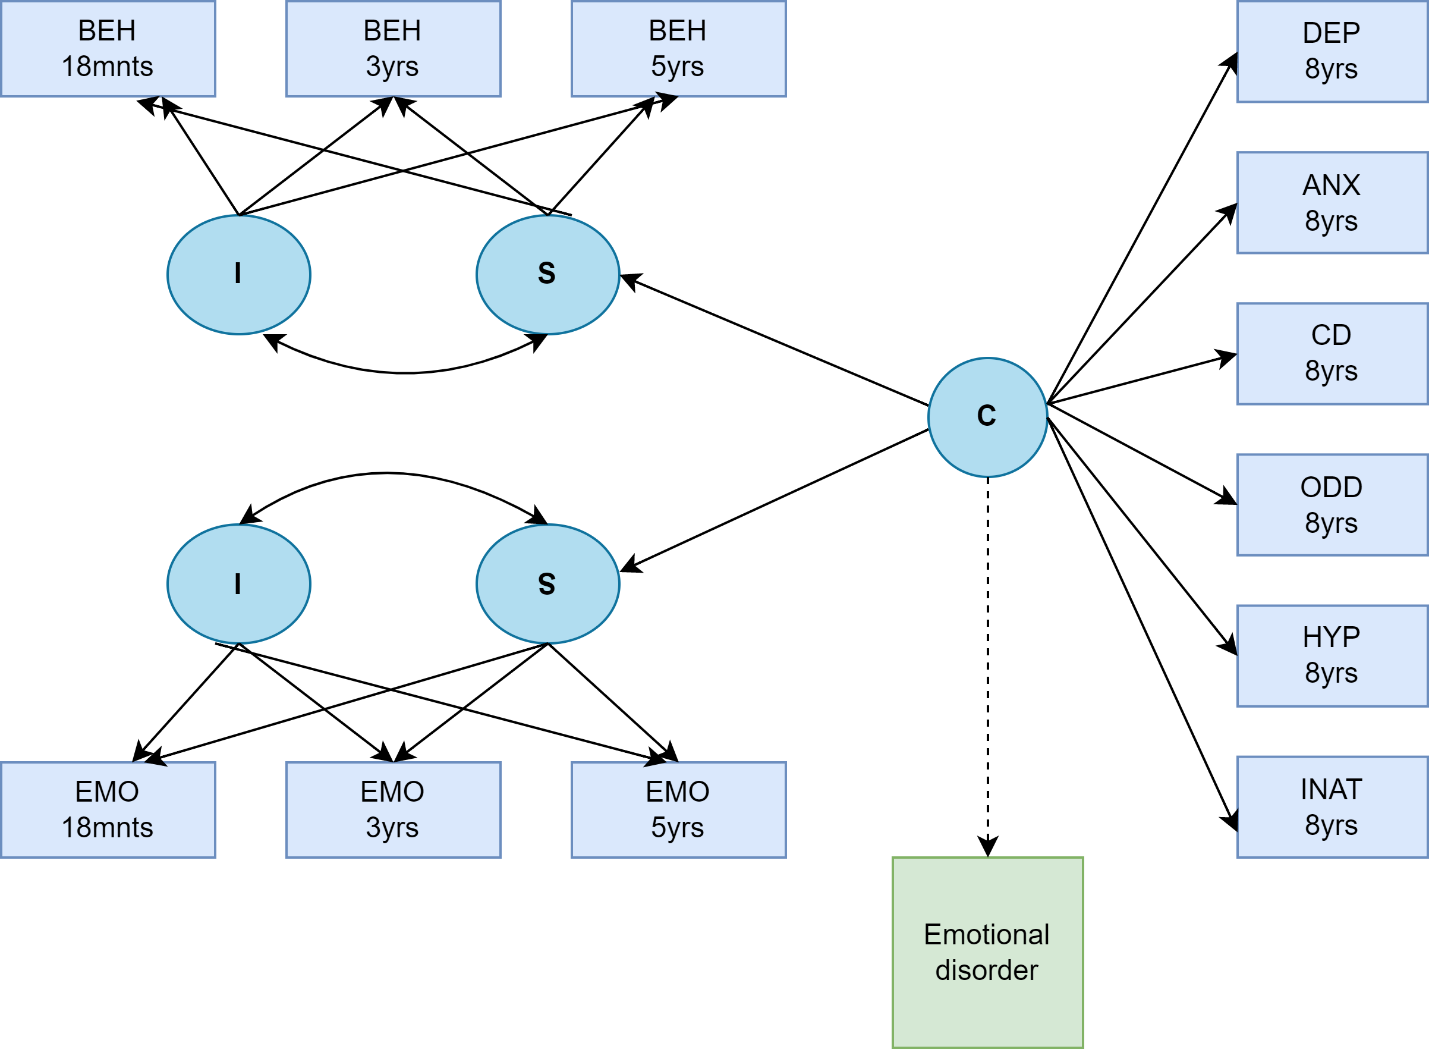 BEH
18mnts
BEH
3yrs
BEH
5yrs
DEP
8yrs
ANX
8yrs
I
S
CD
8yrs
C
ODD
8yrs
I
S
HYP
8yrs
EMO
18mnts
EMO
3yrs
EMO
5yrs
INAT
8yrs
Emotional
disorder